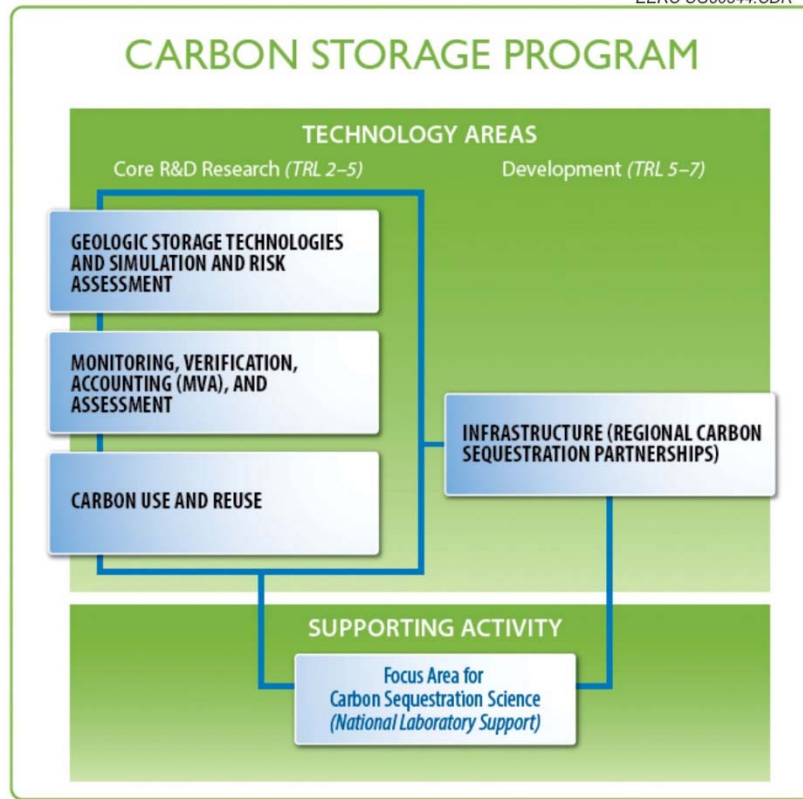 CARBON STORAGE PROGRAM
TECHNOLOGY AREAS
Core R&D Research (TRL 2–5)
Development (TRL 5–7)
GEOLOGIC STORAGE TECHNOLOGIES
AND SIMULATION AND RISK
ASSESSMENT
MONITORING, VERIFICATION,
ACCOUNTING (MVA), AND
ASSESSMENT
CARBON USE AND REUSE
INFRASTRUCTURE (REGIONAL CARBON
SEQUESTRATION PARTNERSHIPS)
SUPPORTING ACTIVITY
Focus Area for
Carbon Sequestration Science
(National Laboratory Support)